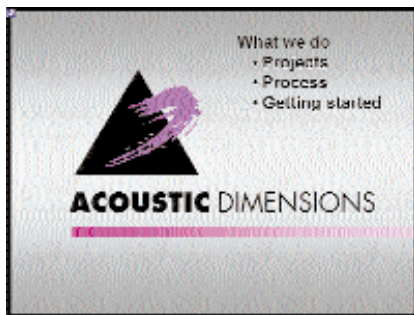 What we do
• Projects
• Process
• Getting started
ACOUSTIC DIMENSIONS